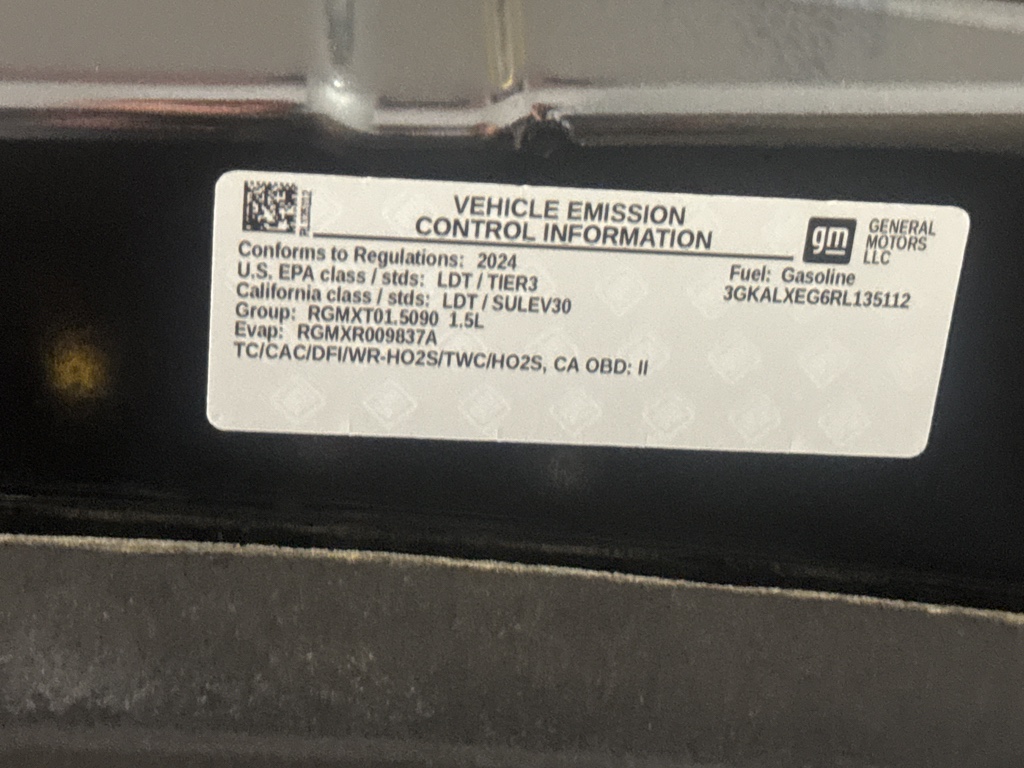 RL135112
VEHICLE EMISSION
CONTROL INFORMATION
gm
GENERAL
MOTORS
LLC
Conforms to Regulations: 2024
U.S. EPA class / stds: LDT / TIER3
California class / stds: LDT / SULEV30
Group: RGMXT01.5090 1.5L
Evap: RGMXR009837A
TC/CAC/DFI/WR-HO2S/TWC/HO2S, CA OBD: II
Fuel: Gasoline
3GKALXEG6RL135112